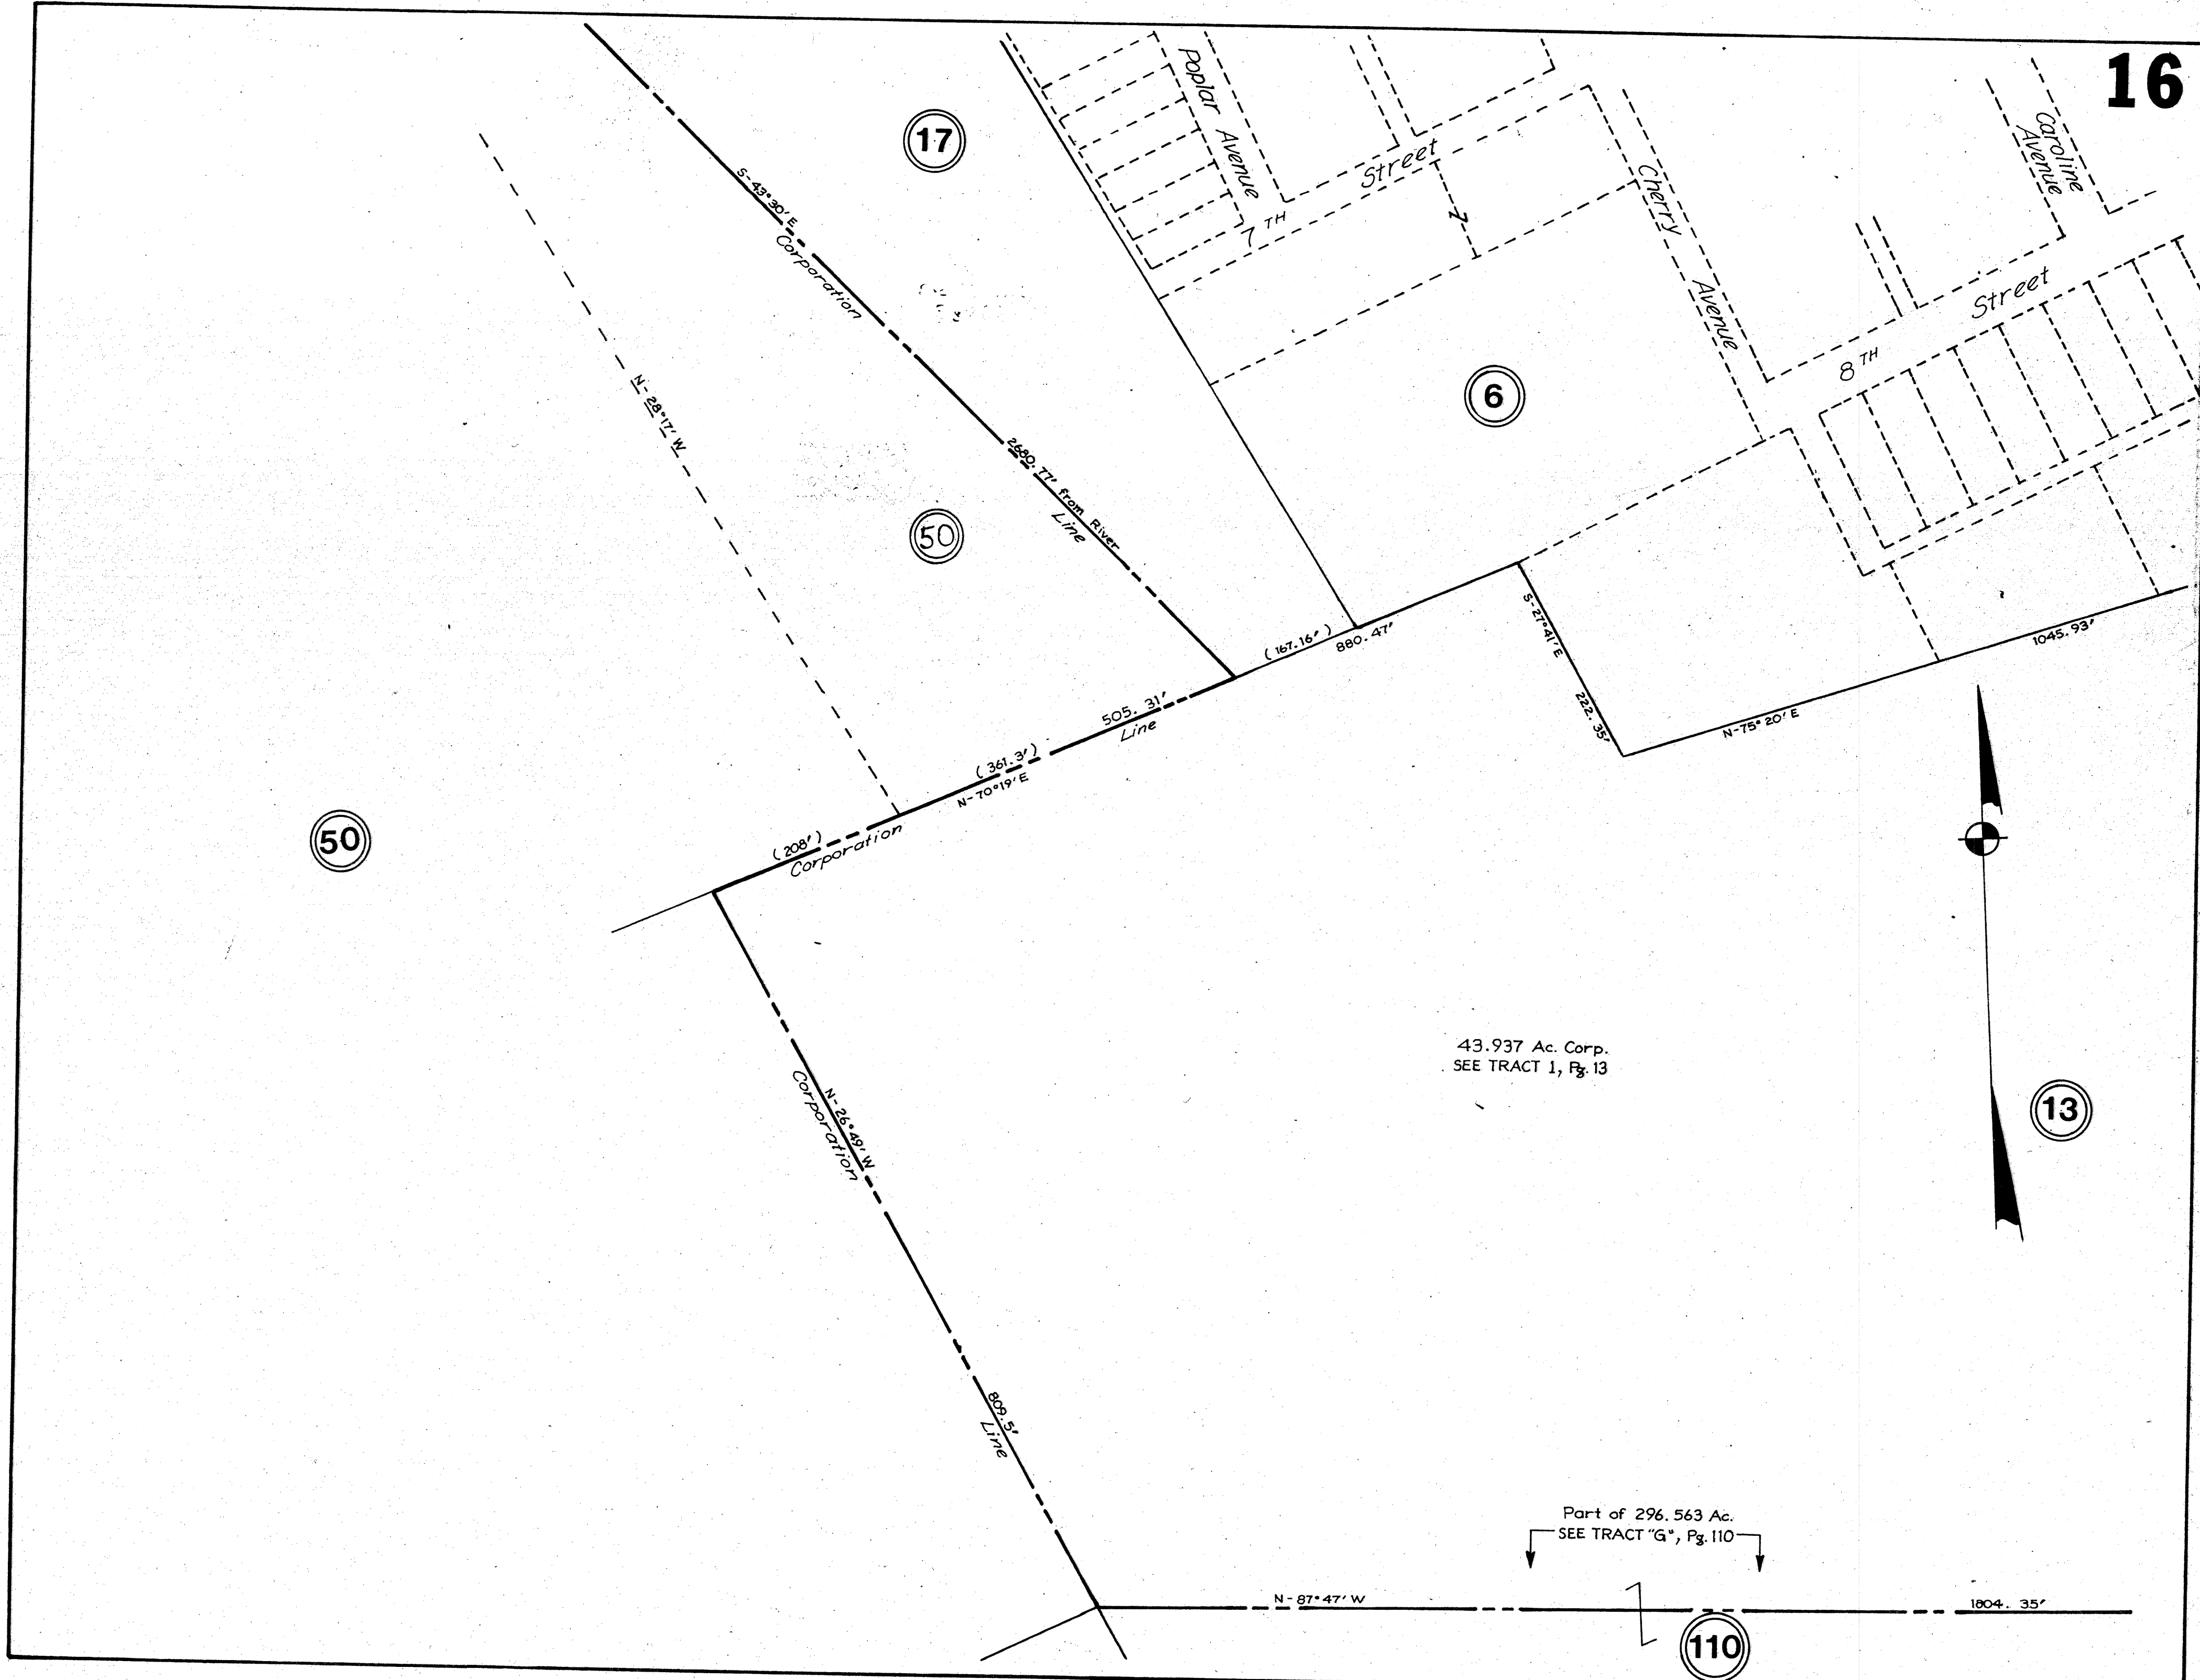 16
17
Poplar Avenue
7TH Street
Cherry Avenue
Caroline
Avenue
8TH Street
6
S-43°30'E
Corporation
2680.77' from River
Line
N-28°17'W
50
(167.16')
880.47'
S-27°41'E
222.35'
N-75°20'E
1045.93'
505.31'
Line
(361.3')
N-70°19'E
(208')
Corporation
50
N-26°49'W
Corporation
809.5'
Line
43.937 Ac. Corp.
SEE TRACT 1, Pg. 13
13
Part of 296.563 Ac.
SEE TRACT "G", Pg. 110
N-87°47'W
1804.35'
110